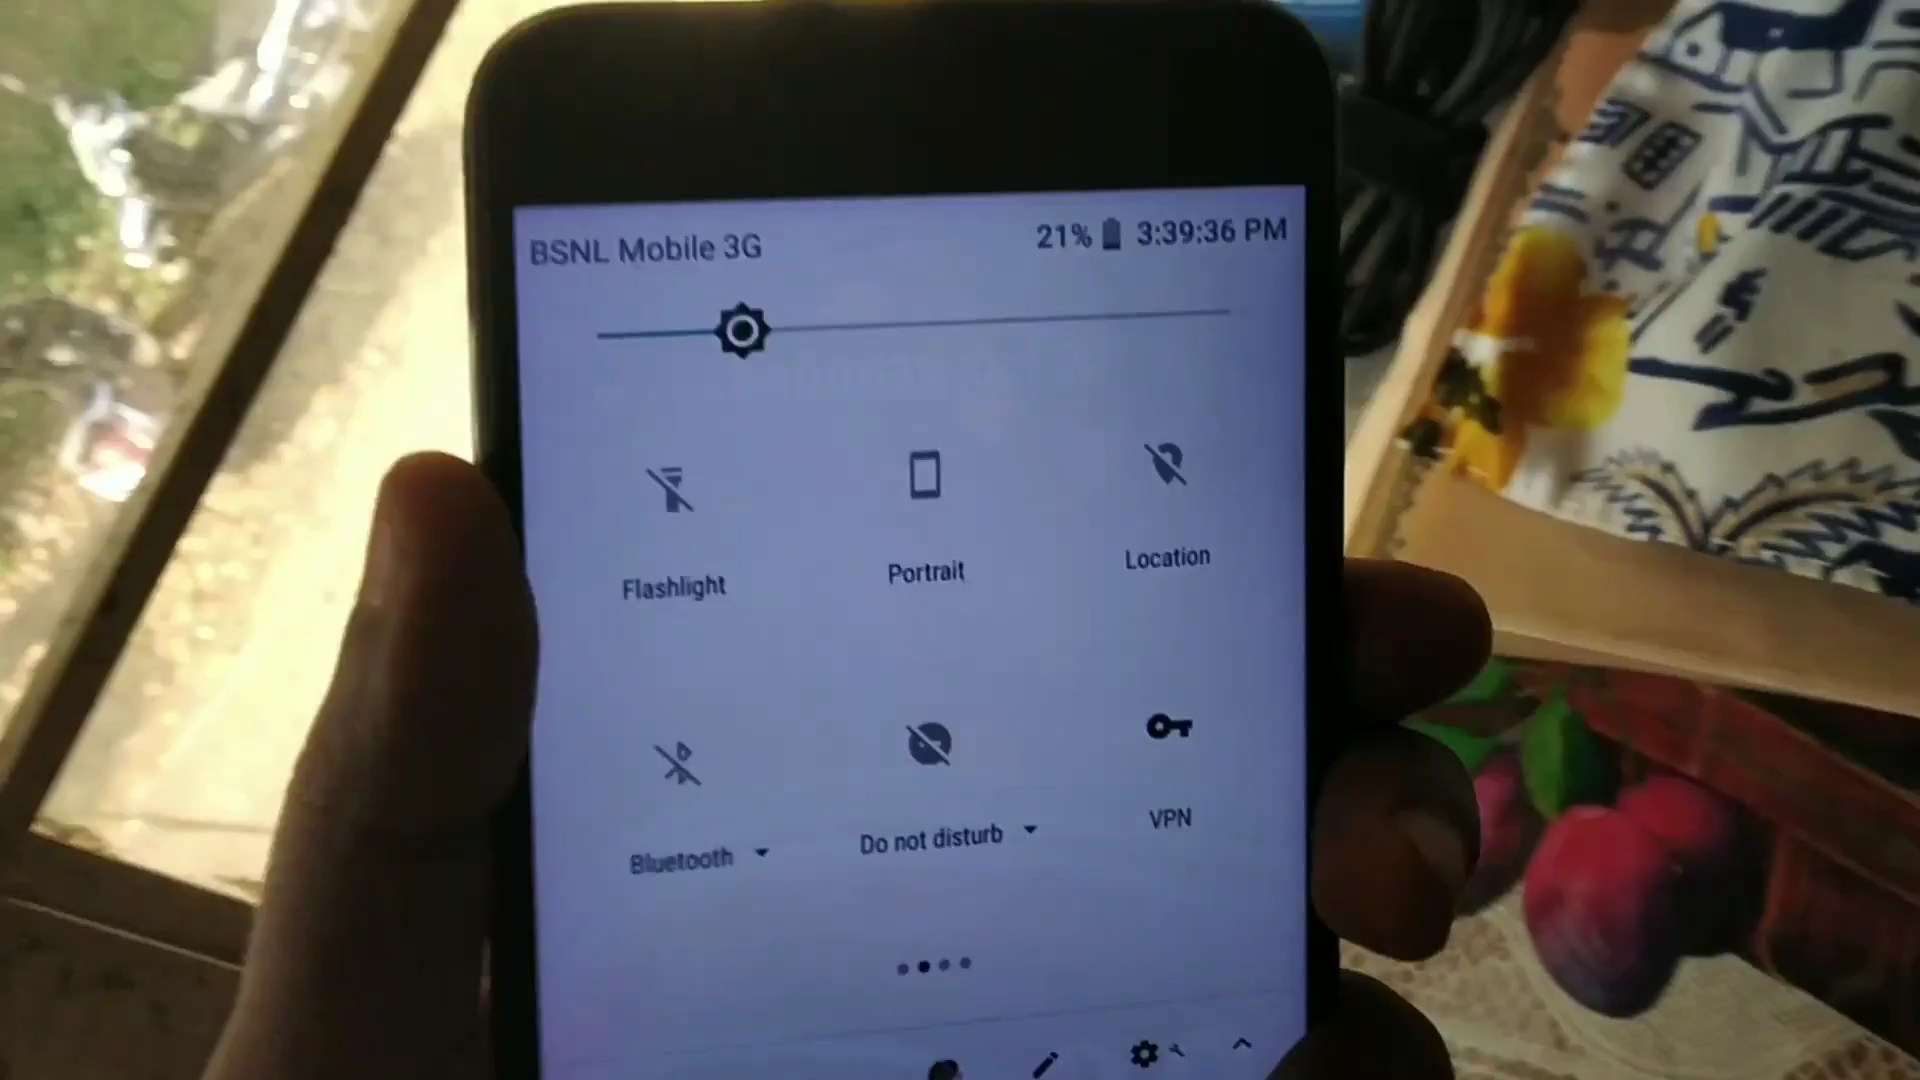 BSNL Mobile 3G 21% 3:39:36 PM
Flashlight Portrait Location
Bluetooth Do not disturb VPN